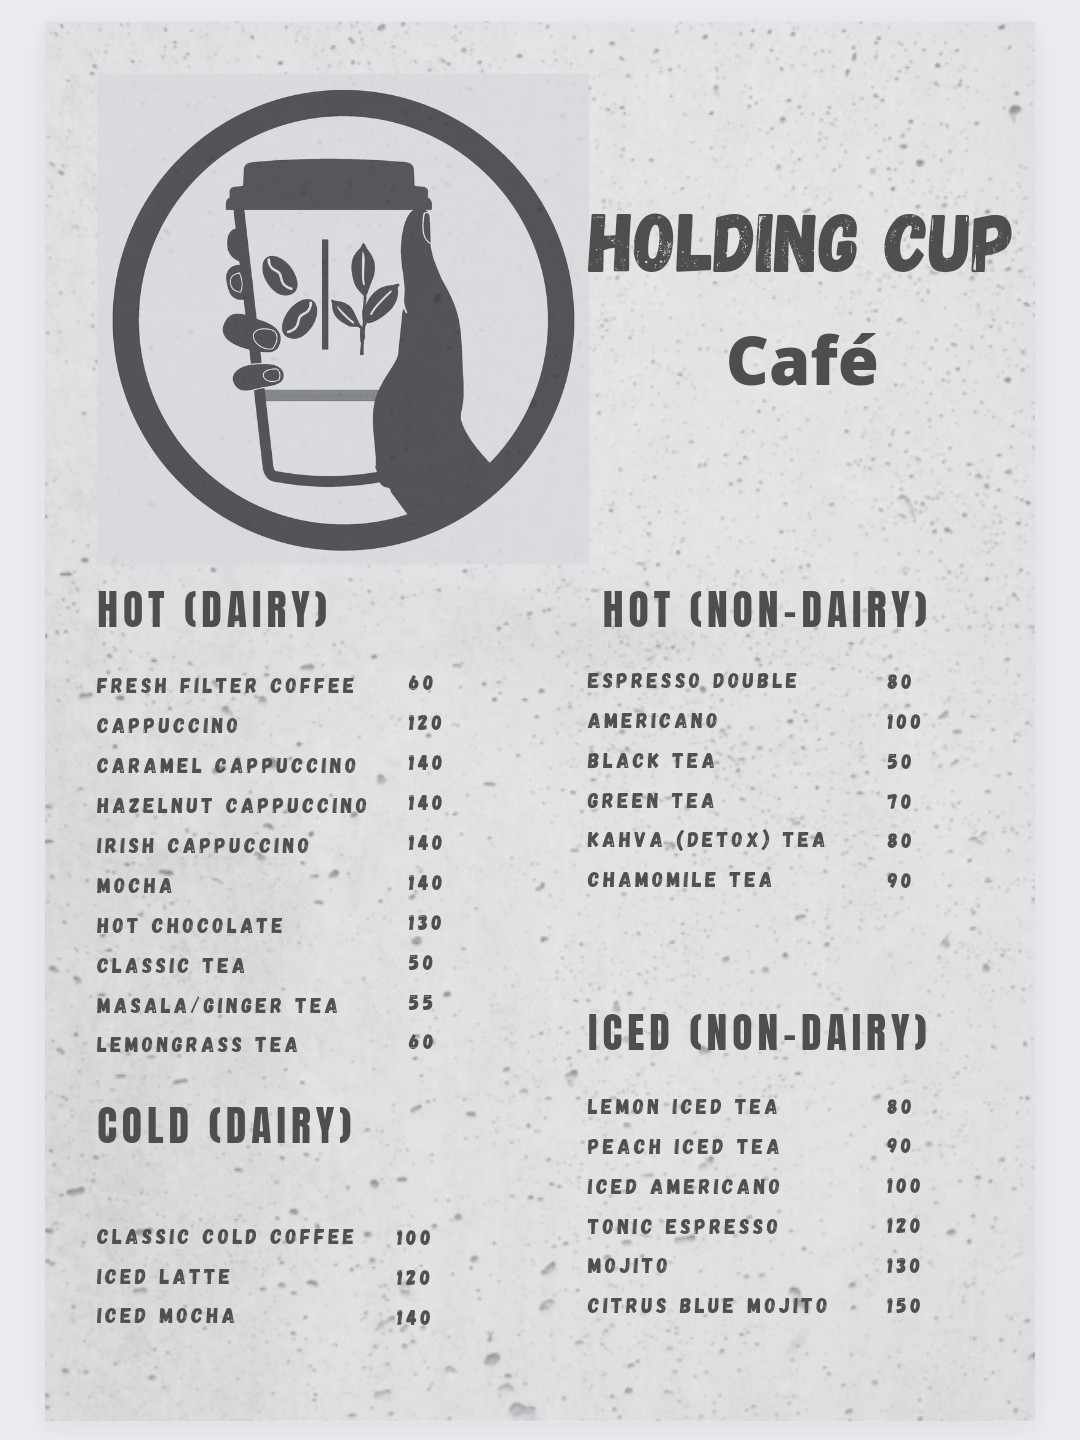 HOLDING CUP
Café
HOT (DAIRY)
FRESH FILTER COFFEE 60
CAPPUCCINO 120
CARAMEL CAPPUCCINO 140
HAZELNUT CAPPUCCINO 140
IRISH CAPPUCCINO 140
MOCHA 140
HOT CHOCOLATE 130
CLASSIC TEA 50
MASALA/GINGER TEA 55
LEMONGRASS TEA 60
COLD (DAIRY)
CLASSIC COLD COFFEE 100
ICED LATTE 120
ICED MOCHA 140
HOT (NON-DAIRY)
ESPRESSO DOUBLE 80
AMERICANO 100
BLACK TEA 50
GREEN TEA 70
KAHVA (DETOX) TEA 80
CHAMOMILE TEA 90
ICED (NON-DAIRY)
LEMON ICED TEA 80
PEACH ICED TEA 90
ICED AMERICANO 100
TONIC ESPRESSO 120
MOJITO 130
CITRUS BLUE MOJITO 150